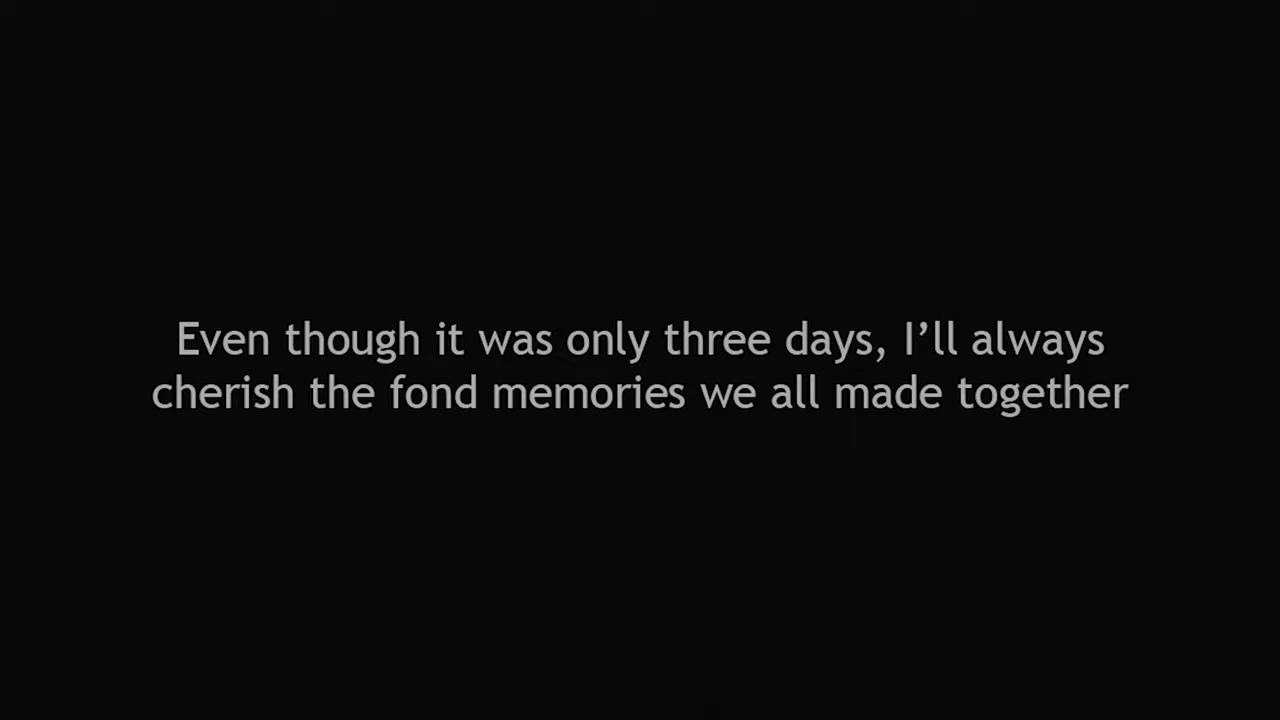 Even though it was only three days, I’ll always
cherish the fond memories we all made together